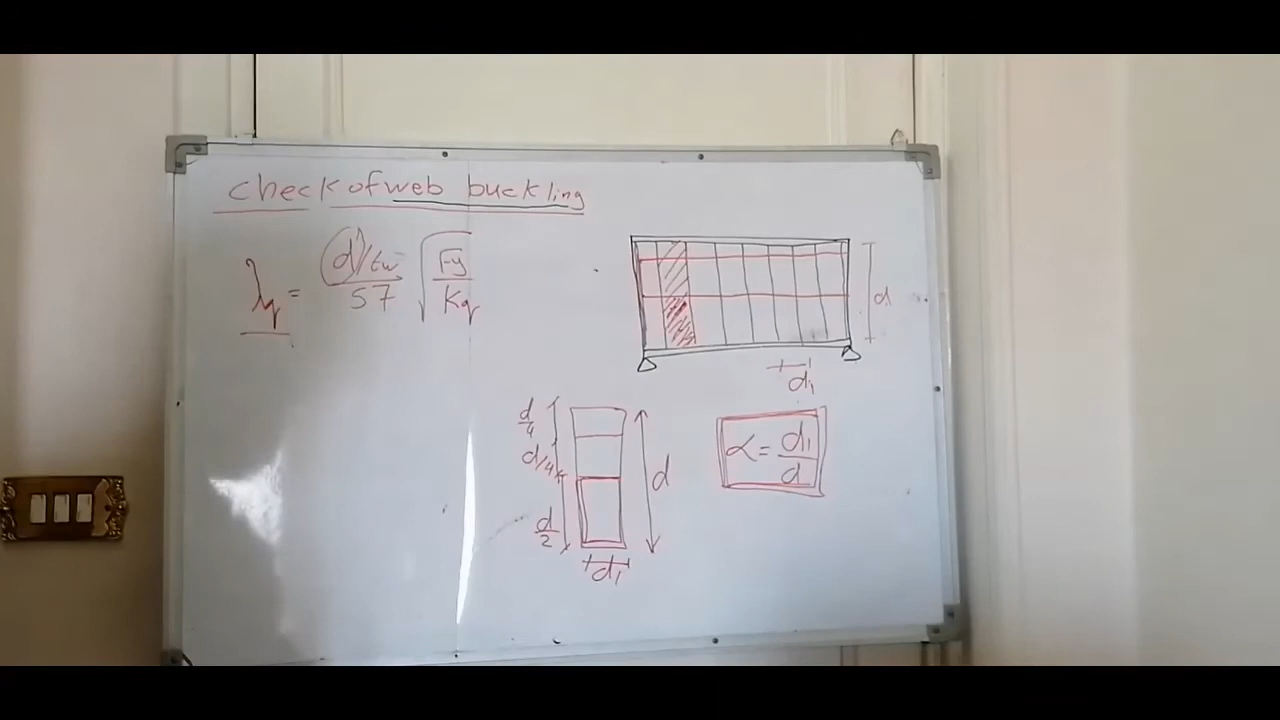 check of web buckling
λq = (d/tw)/57 √(Fy/Kq)
d
d1
d/4
d/4
d
d/2
d1
α = d1/d